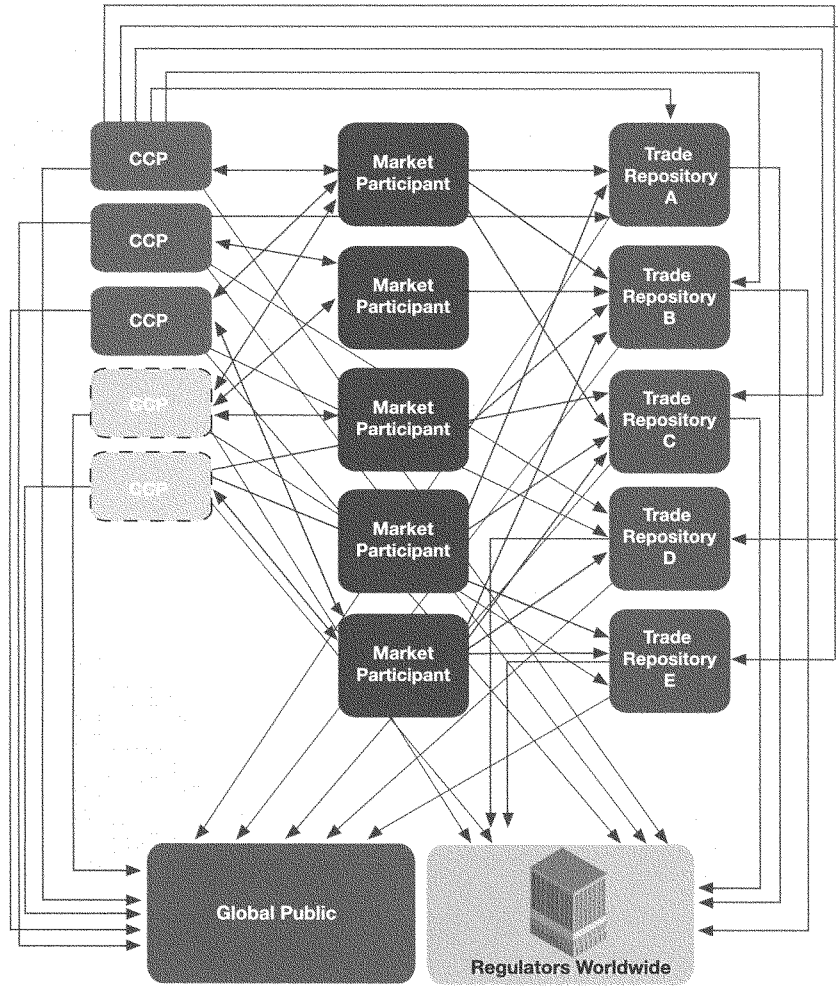 CCP
CCP
CCP
CCP
CCP
Market
Participant
Market
Participant
Market
Participant
Market
Participant
Market
Participant
Trade
Repository
A
Trade
Repository
B
Trade
Repository
C
Trade
Repository
D
Trade
Repository
E
Global Public
Regulators Worldwide